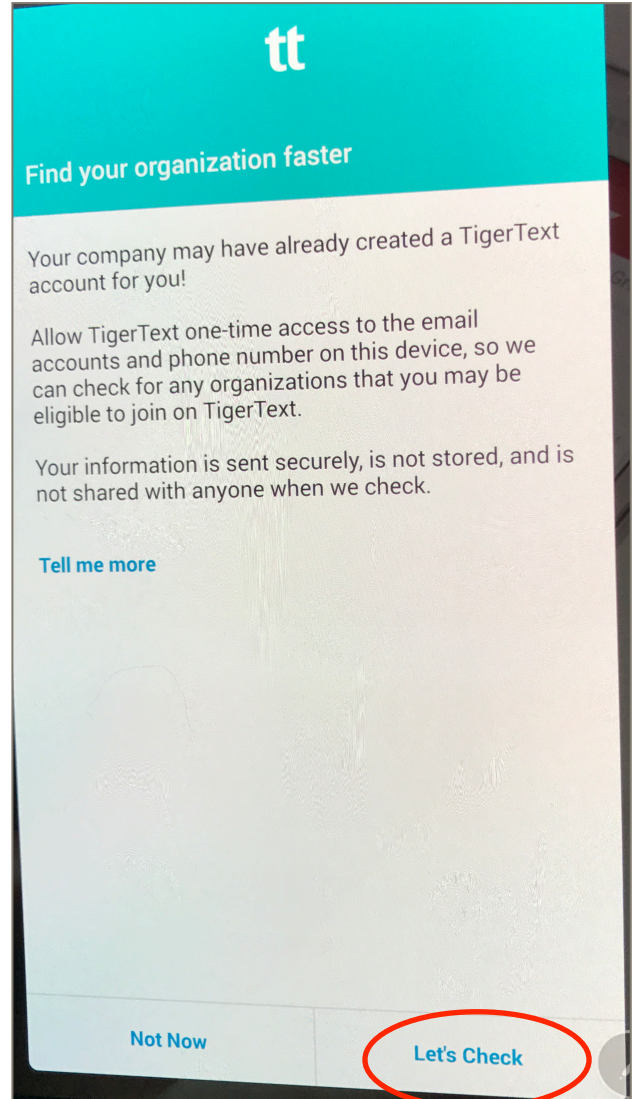 tt
Find your organization faster
Your company may have already created a TigerText
account for you!
Allow TigerText one-time access to the email
accounts and phone number on this device, so we
can check for any organizations that you may be
eligible to join on TigerText.
Your information is sent securely, is not stored, and is
not shared with anyone when we check.
Tell me more
Not Now
Let's Check